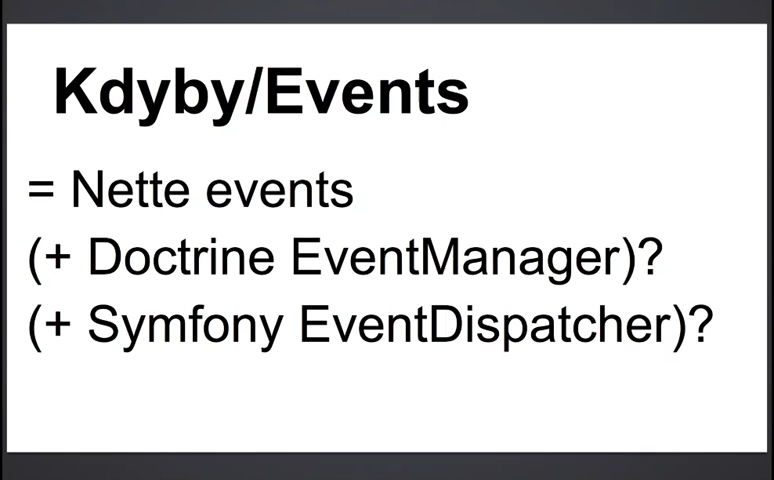 Kdyby/Events
= Nette events
(+ Doctrine EventManager)?
(+ Symfony EventDispatcher)?